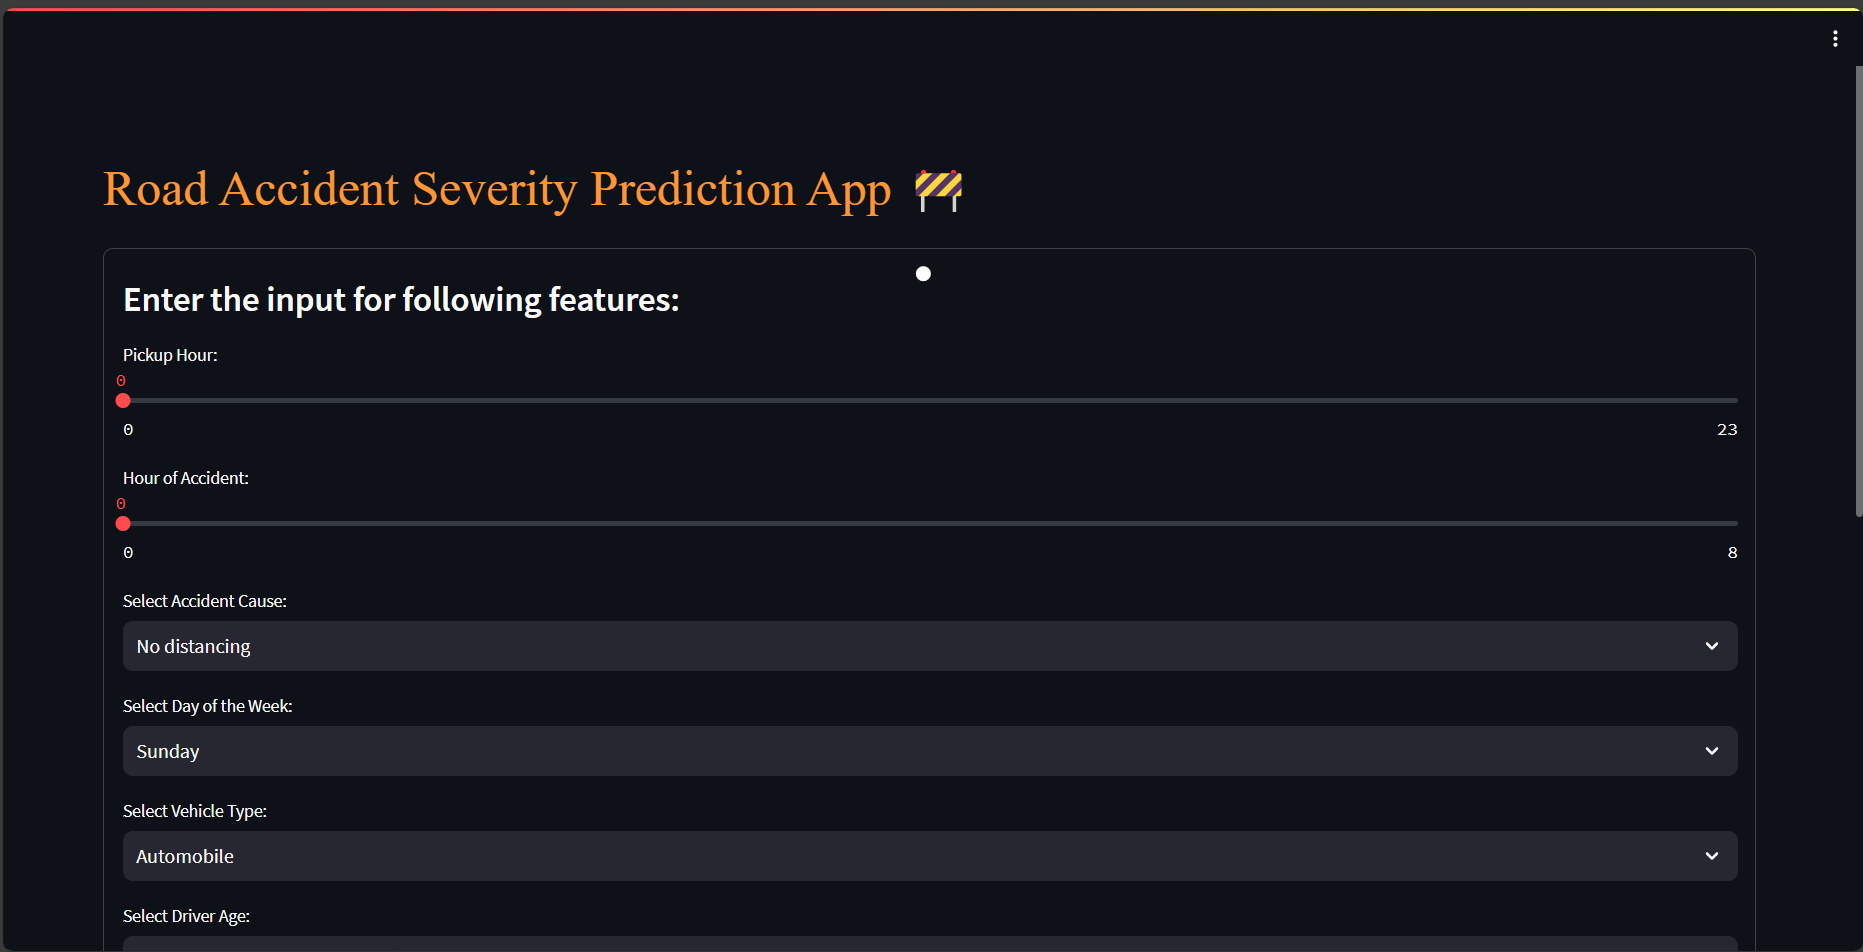 Road Accident Severity Prediction App 🚧
Enter the input for following features:
Pickup Hour:
0
0 23
Hour of Accident:
0
0 8
Select Accident Cause:
No distancing
Select Day of the Week:
Sunday
Select Vehicle Type:
Automobile
Select Driver Age: